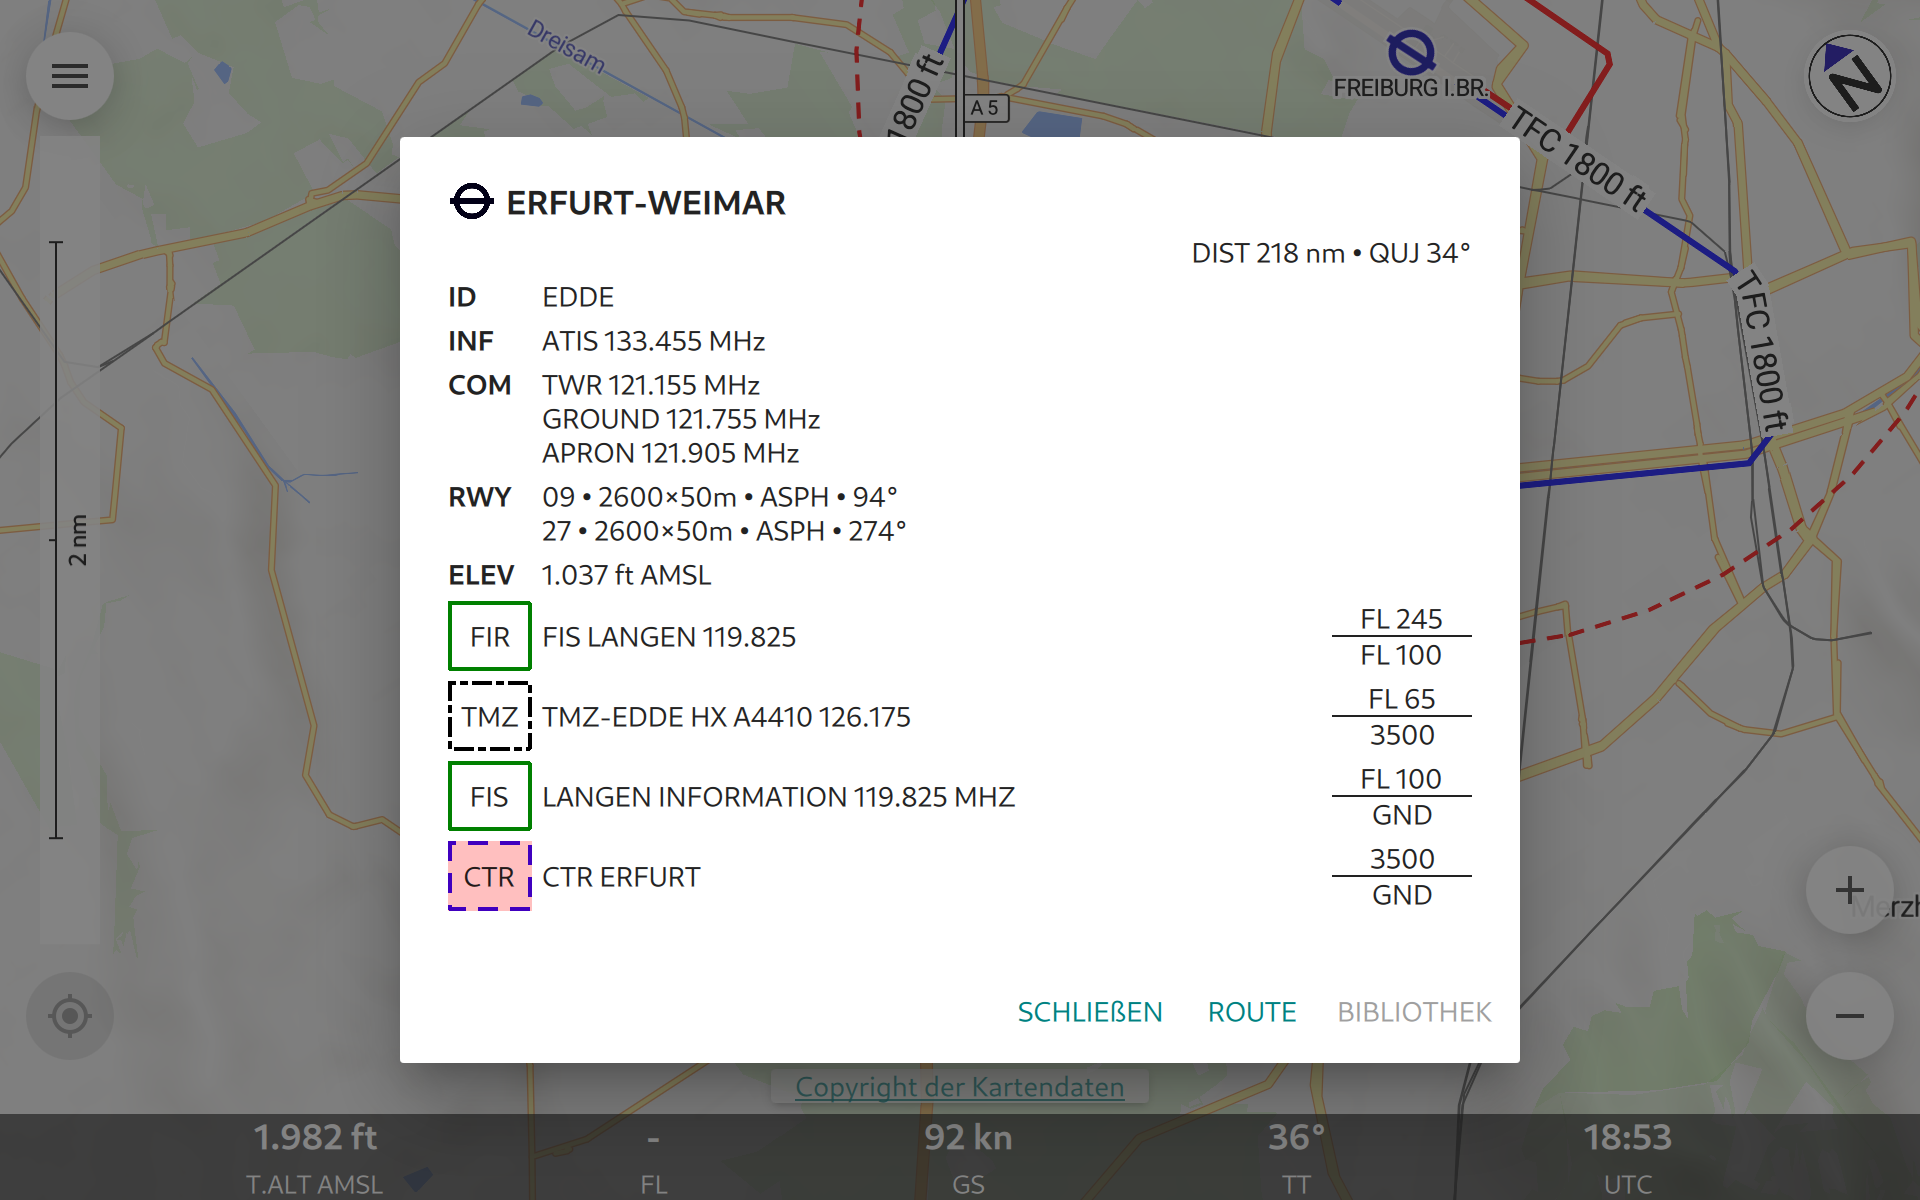 Dreisam
1800 ft
A 5
FREIBURG I.BR.
N
TFC 1800 ft
TFC 1800 ft
2 nm
ERFURT-WEIMAR
DIST 218 nm • QUJ 34°
ID EDDE
INF ATIS 133.455 MHz
COM TWR 121.155 MHz
GROUND 121.755 MHz
APRON 121.905 MHz
RWY 09 • 2600×50m • ASPH • 94°
27 • 2600×50m • ASPH • 274°
ELEV 1.037 ft AMSL
FIR FIS LANGEN 119.825 FL 245
FL 100
TMZ TMZ-EDDE HX A4410 126.175 FL 65
3500
FIS LANGEN INFORMATION 119.825 MHZ FL 100
GND
CTR CTR ERFURT 3500
GND
SCHLIEßEN ROUTE BIBLIOTHEK
Copyright der Kartendaten
1.982 ft - 92 kn 36° 18:53
T.ALT AMSL FL GS TT UTC